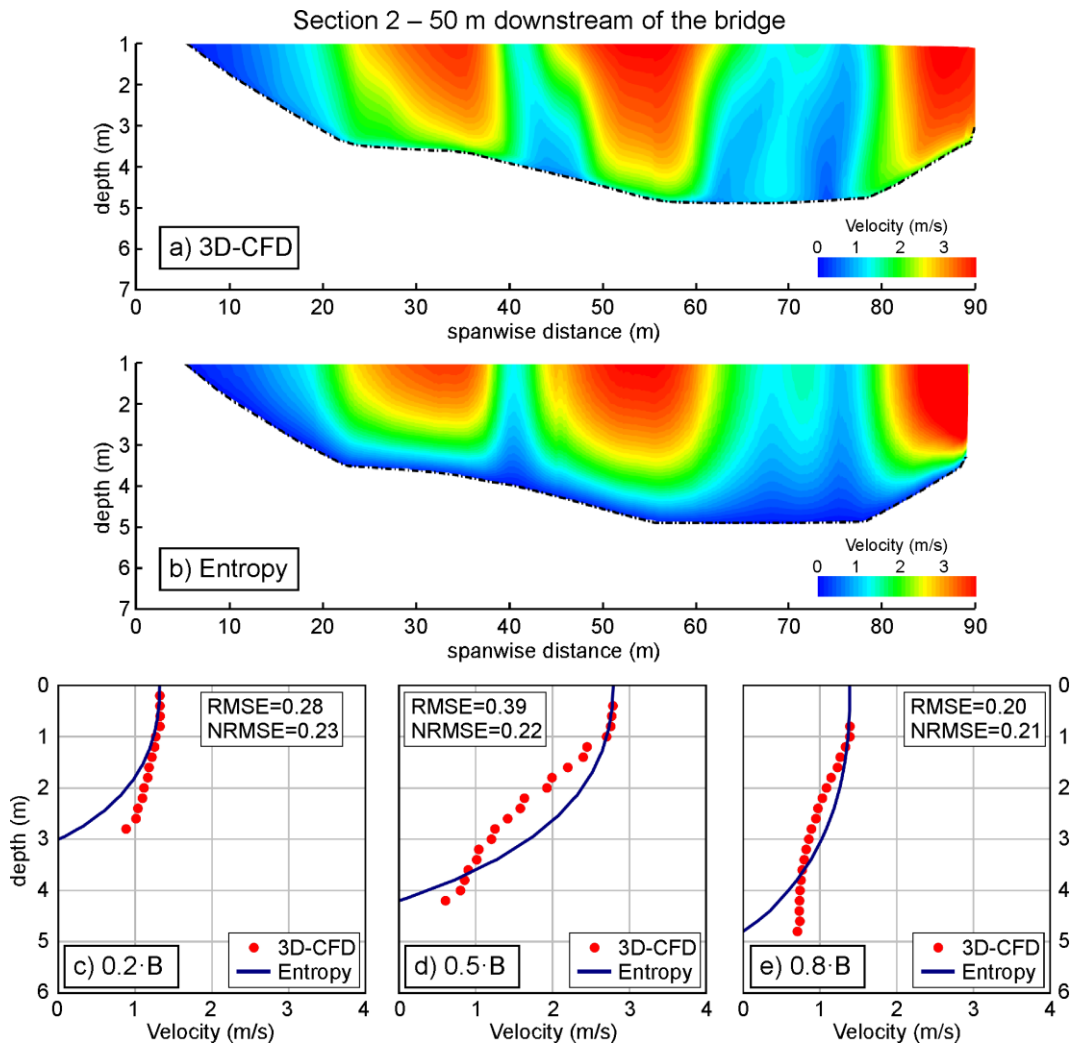 Section 2 – 50 m downstream of the bridge
1
2
3
4
5
6
7
depth (m)
a) 3D-CFD
Velocity (m/s)
0 1 2 3
0 10 20 30 40 50 60 70 80 90
spanwise distance (m)
1
2
3
4
5
6
7
depth (m)
b) Entropy
Velocity (m/s)
0 1 2 3
0 10 20 30 40 50 60 70 80 90
spanwise distance (m)
0
1
2
3
4
5
6
depth (m)
RMSE=0.28
NRMSE=0.23
3D-CFD
Entropy
c) 0.2·B
0 1 2 3 4
Velocity (m/s)
RMSE=0.39
NRMSE=0.22
3D-CFD
Entropy
d) 0.5·B
0 1 2 3 4
Velocity (m/s)
RMSE=0.20
NRMSE=0.21
3D-CFD
Entropy
e) 0.8·B
0 1 2 3 4
Velocity (m/s)
0
1
2
3
4
5
6